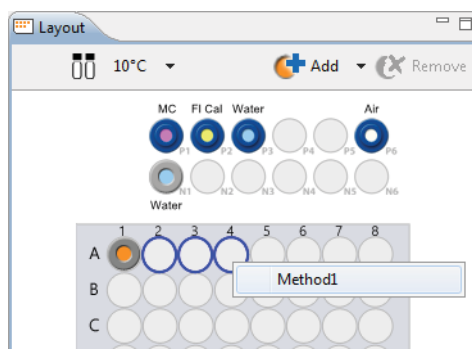 Layout
10°C Add Remove
MC FI Cal Water Air
P1 P2 P3 P4 P5 P6
N1 N2 N3 N4 N5 N6
Water
1 2 3 4 5 6 7 8
A
Method1
B
C